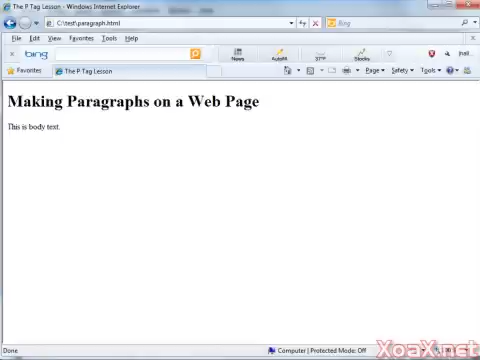 The P Tag Lesson - Windows Internet Explorer
C:\test\paragraph.html
Bing
File Edit View Favorites Tools Help
bing
News
37°F
Stocks
Favorites
The P Tag Lesson
Page Safety Tools
Making Paragraphs on a Web Page
This is body text.
Done
Computer | Protected Mode: Off
XoaX.net